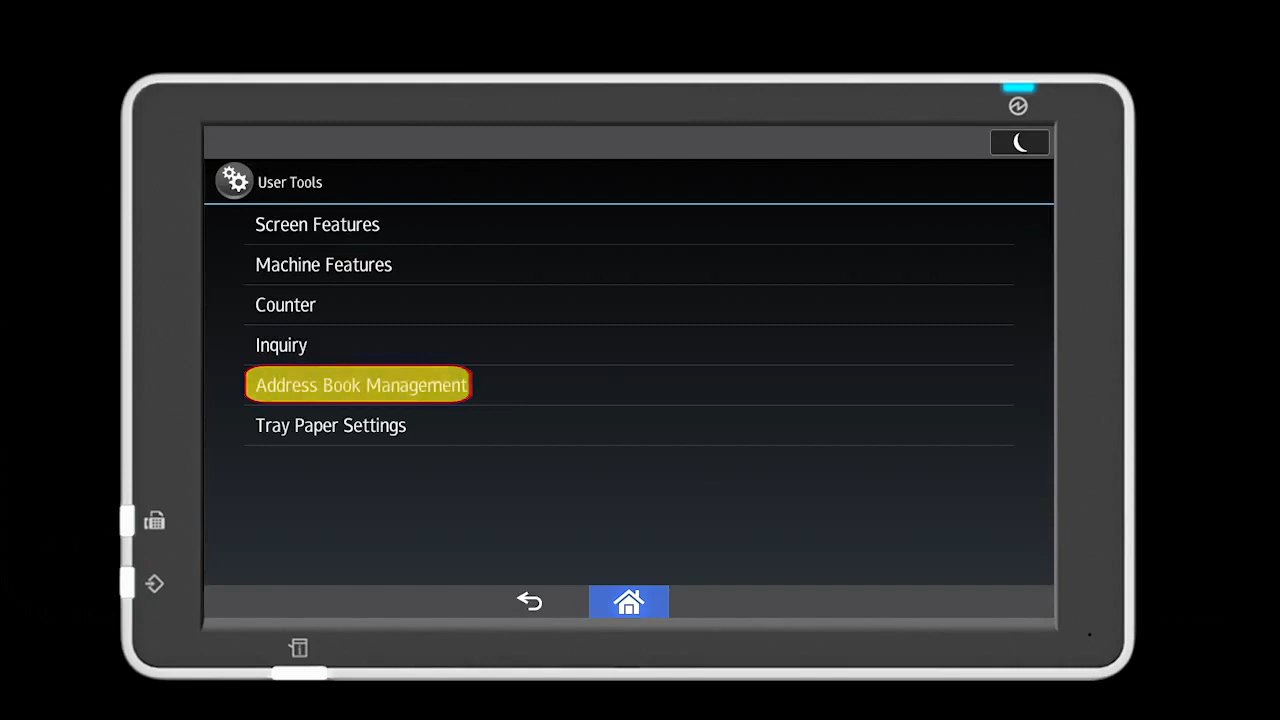 User Tools
Screen Features
Machine Features
Counter
Inquiry
Address Book Management
Tray Paper Settings